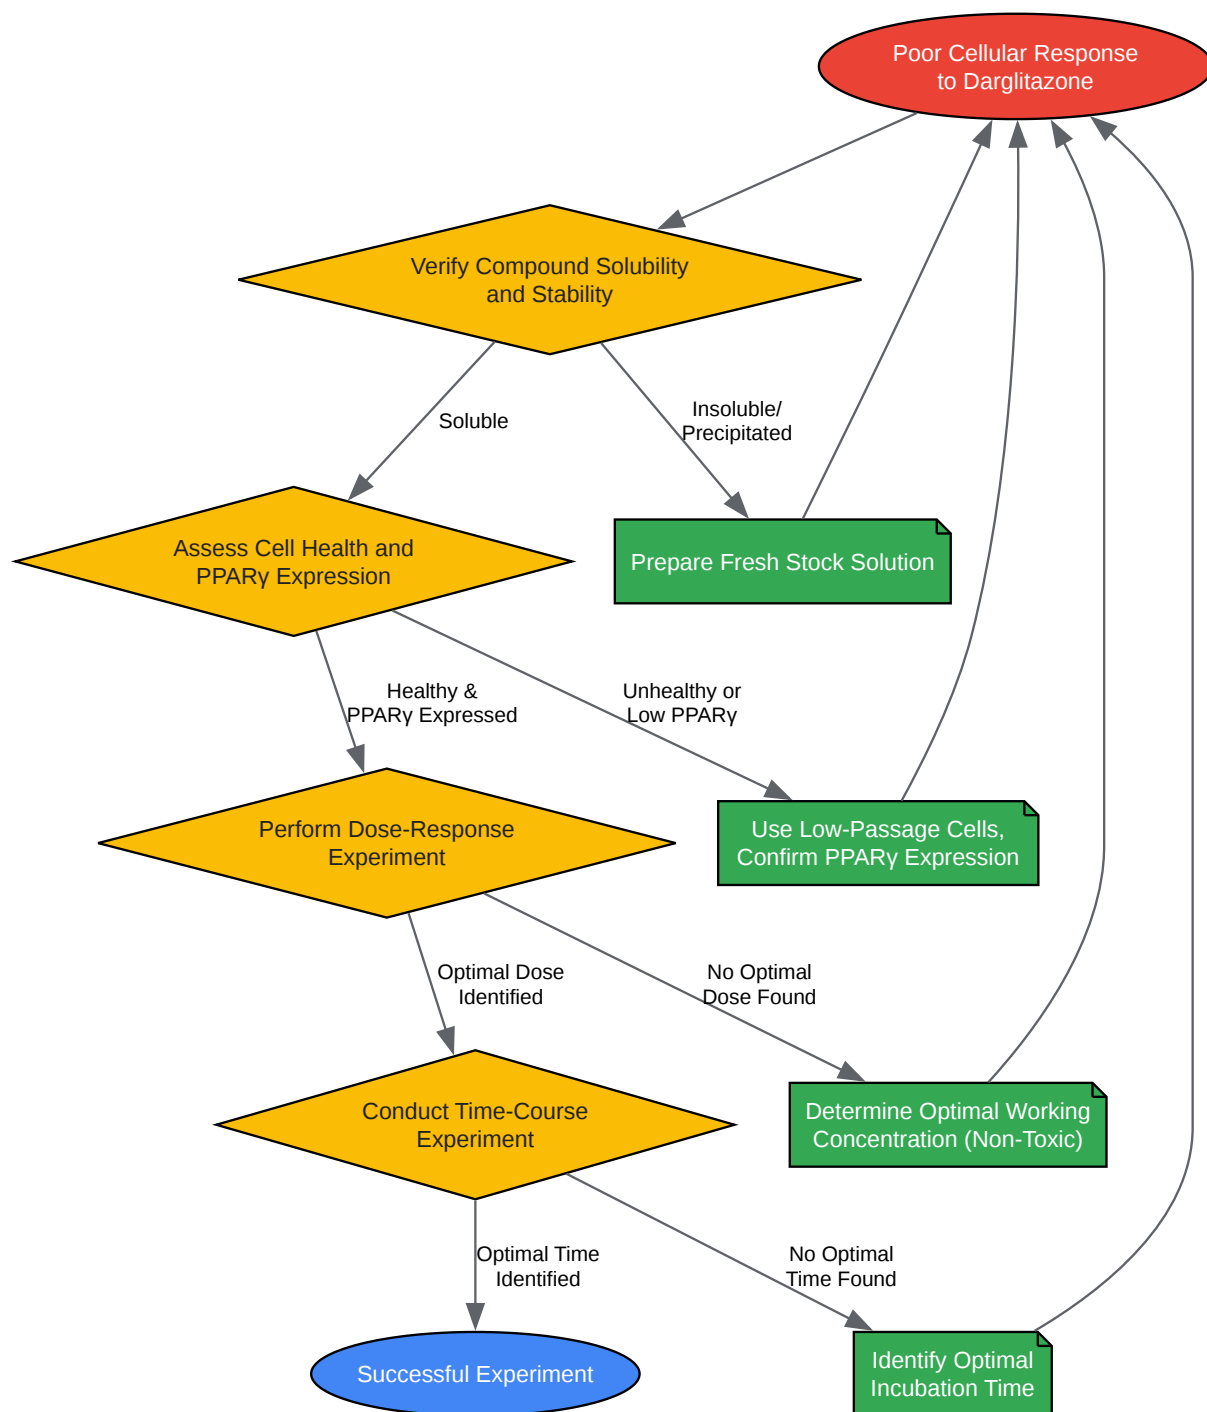 Poor Cellular Response
to Darglitazone
Verify Compound Solubility
and Stability
Soluble
Insoluble/
Precipitated
Assess Cell Health and
PPARγ Expression
Prepare Fresh Stock Solution
Healthy &
PPARγ Expressed
Unhealthy or
Low PPARγ
Perform Dose-Response
Experiment
Use Low-Passage Cells,
Confirm PPARγ Expression
Optimal Dose
Identified
No Optimal
Dose Found
Conduct Time-Course
Experiment
Determine Optimal Working
Concentration (Non-Toxic)
Optimal Time
Identified
No Optimal
Time Found
Successful Experiment
Identify Optimal
Incubation Time